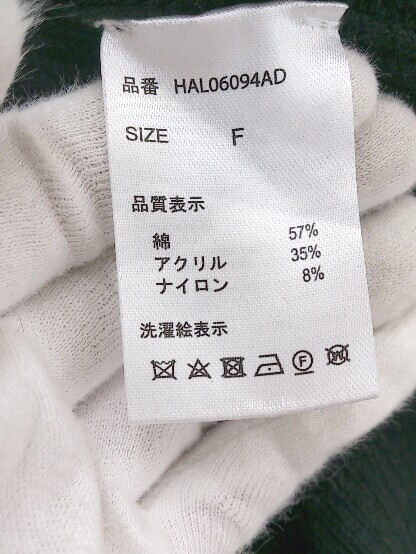 品番 HAL06094AD
SIZE F
品質表示
綿 57%
アクリル 35%
ナイロン 8%
洗濯絵表示